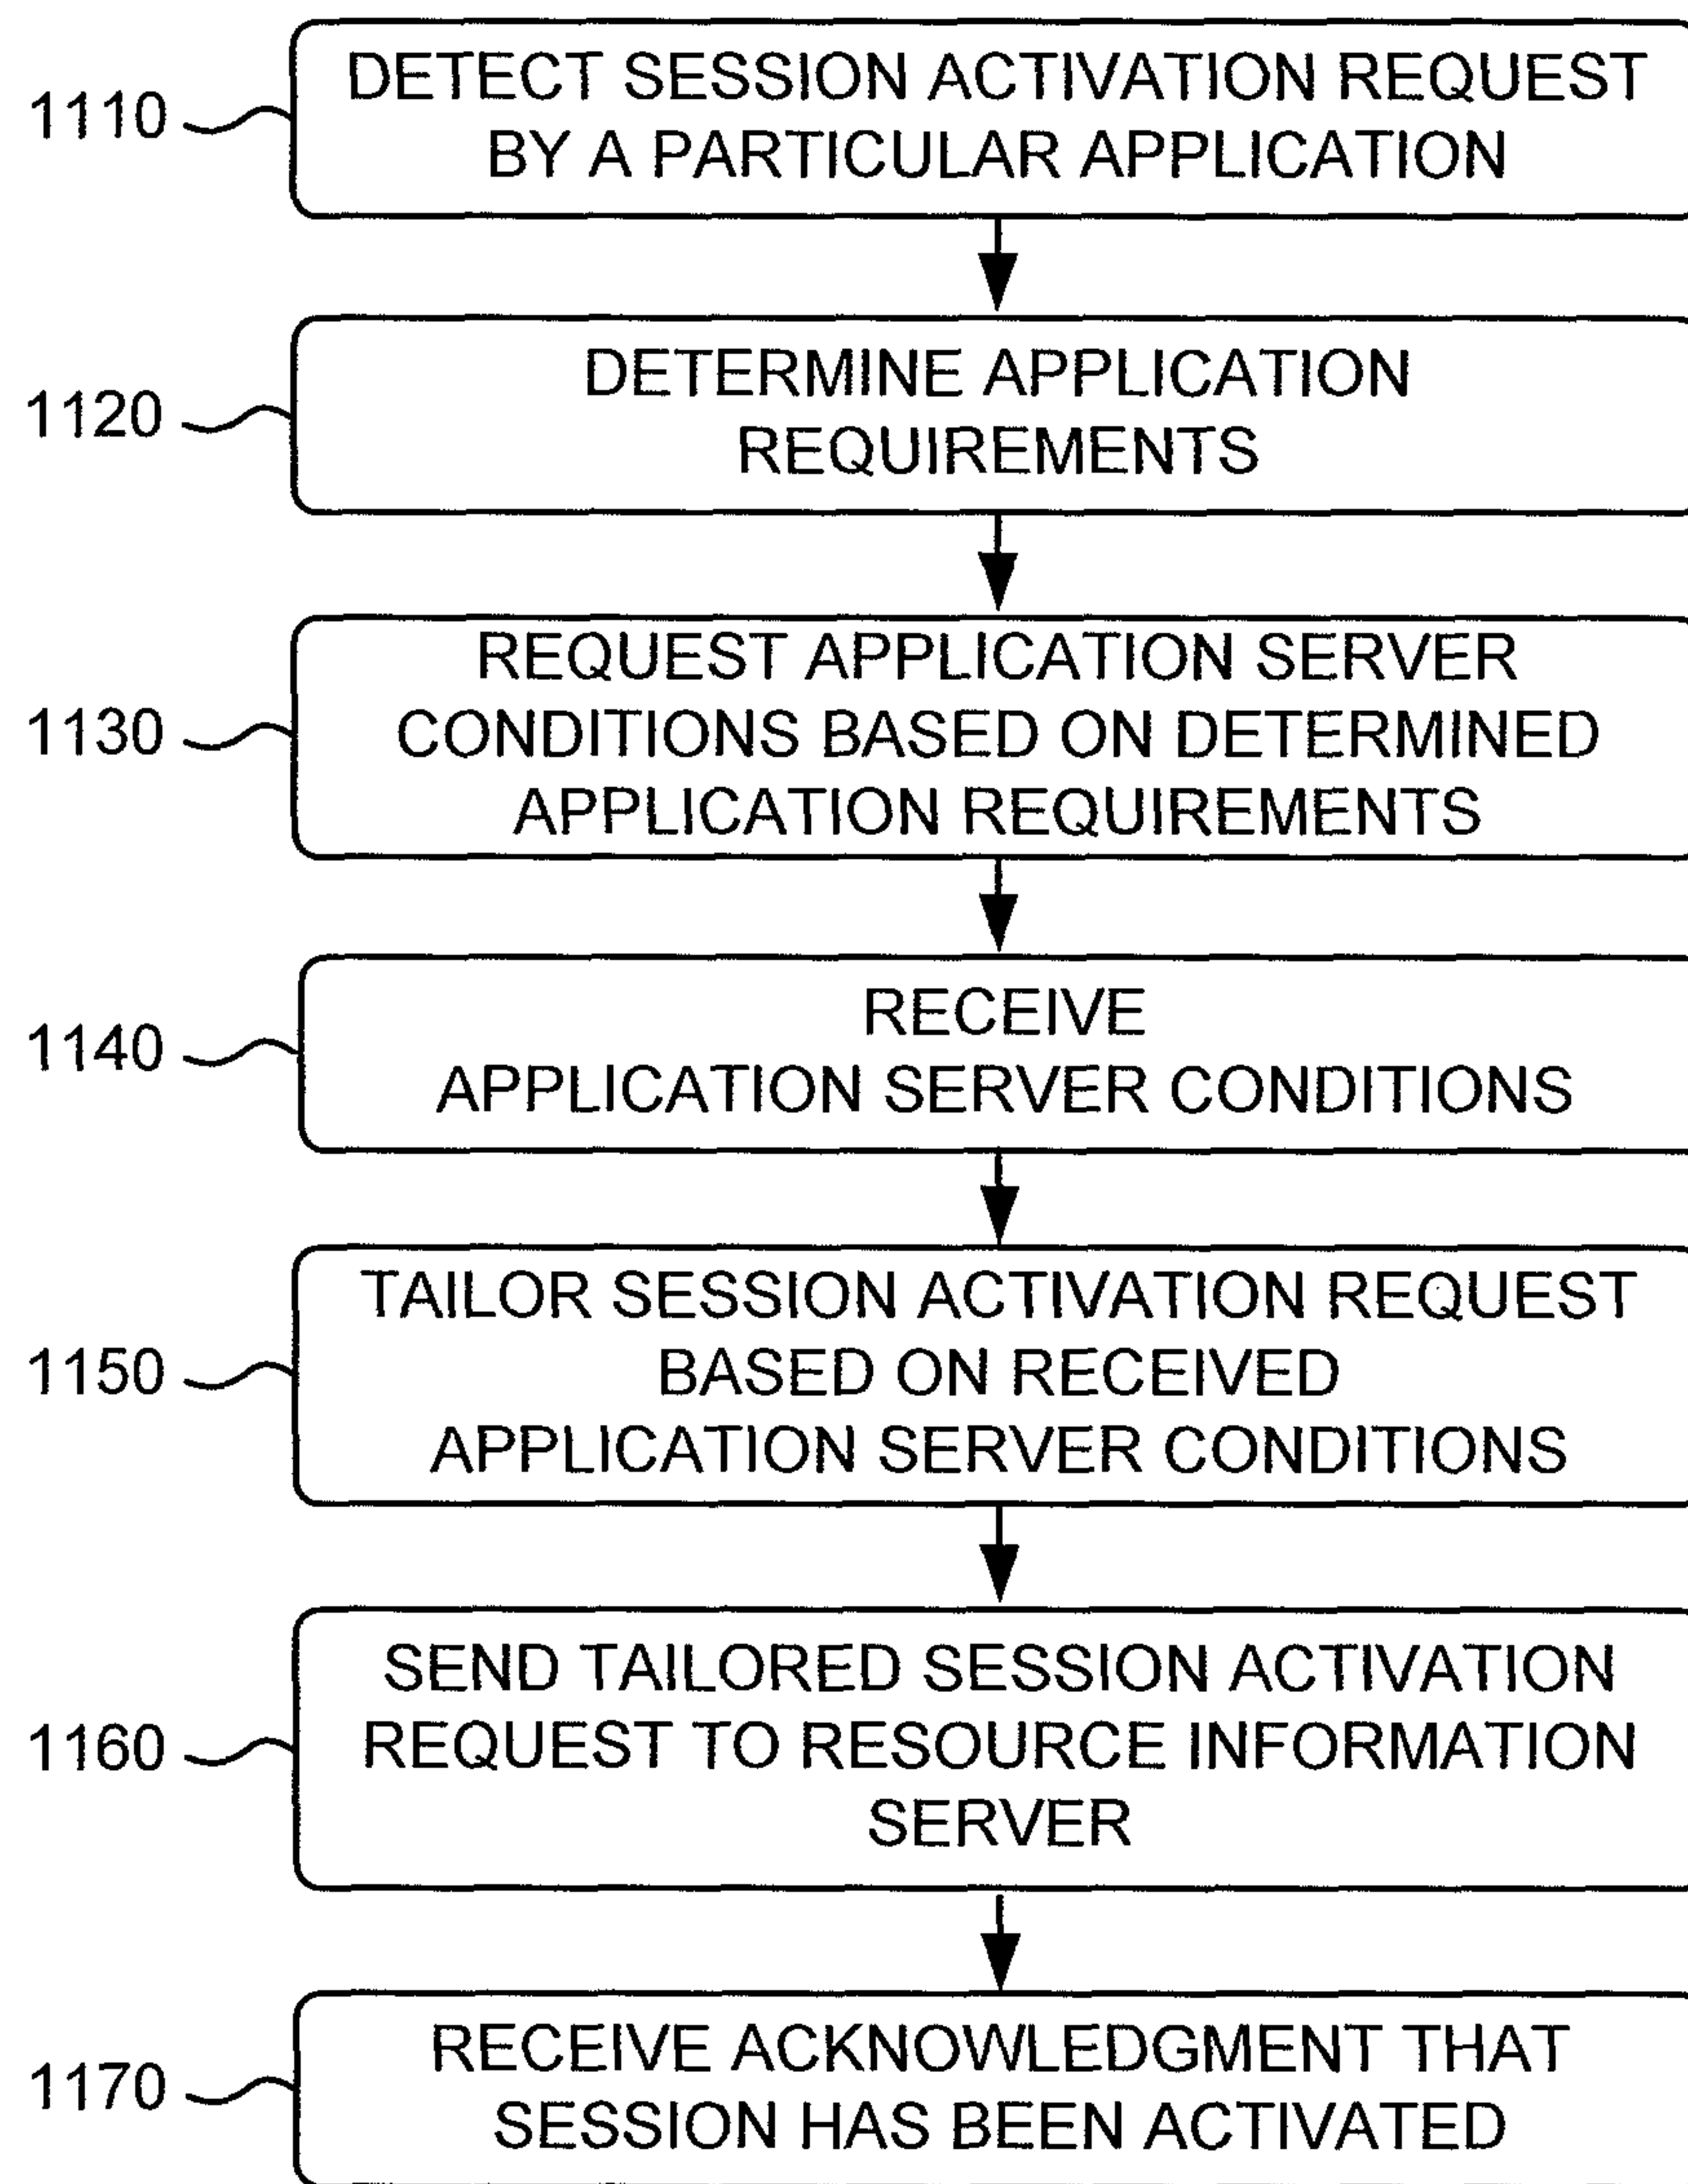 DETECT SESSION ACTIVATION REQUEST
1110
BY A PARTICULAR APPLICATION
DETERMINE APPLICATION
1120
REQUIREMENTS
REQUEST APPLICATION SERVER
1130
CONDITIONS BASED ON DETERMINED
APPLICATION REQUIREMENTS
RECEIVE
1140
APPLICATION SERVER CONDITIONS
TAILOR SESSION ACTIVATION REQUEST
1150
BASED ON RECEIVED
APPLICATION SERVER CONDITIONS
SEND TAILORED SESSION ACTIVATION
1160
REQUEST TO RESOURCE INFORMATION
SERVER
RECEIVE ACKNOWLEDGMENT THAT
1170
SESSION HAS BEEN ACTIVATED